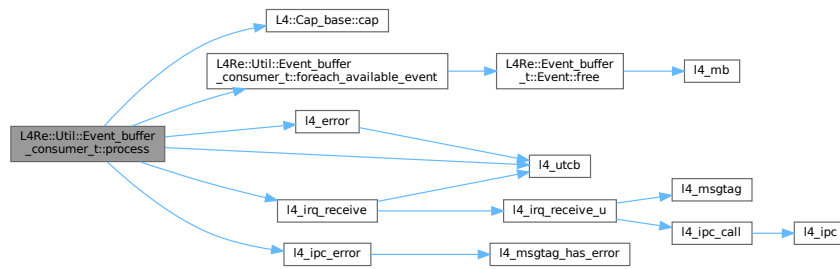 L4::Cap_base::cap
L4Re::Util::Event_buffer
_consumer_t::foreach_available_event
L4Re::Event_buffer
_t::Event::free
l4_mb
L4Re::Util::Event_buffer
_consumer_t::process
l4_error
l4_utcb
l4_irq_receive
l4_irq_receive_u
l4_msgtag
l4_ipc_call
l4_ipc
l4_ipc_error
l4_msgtag_has_error